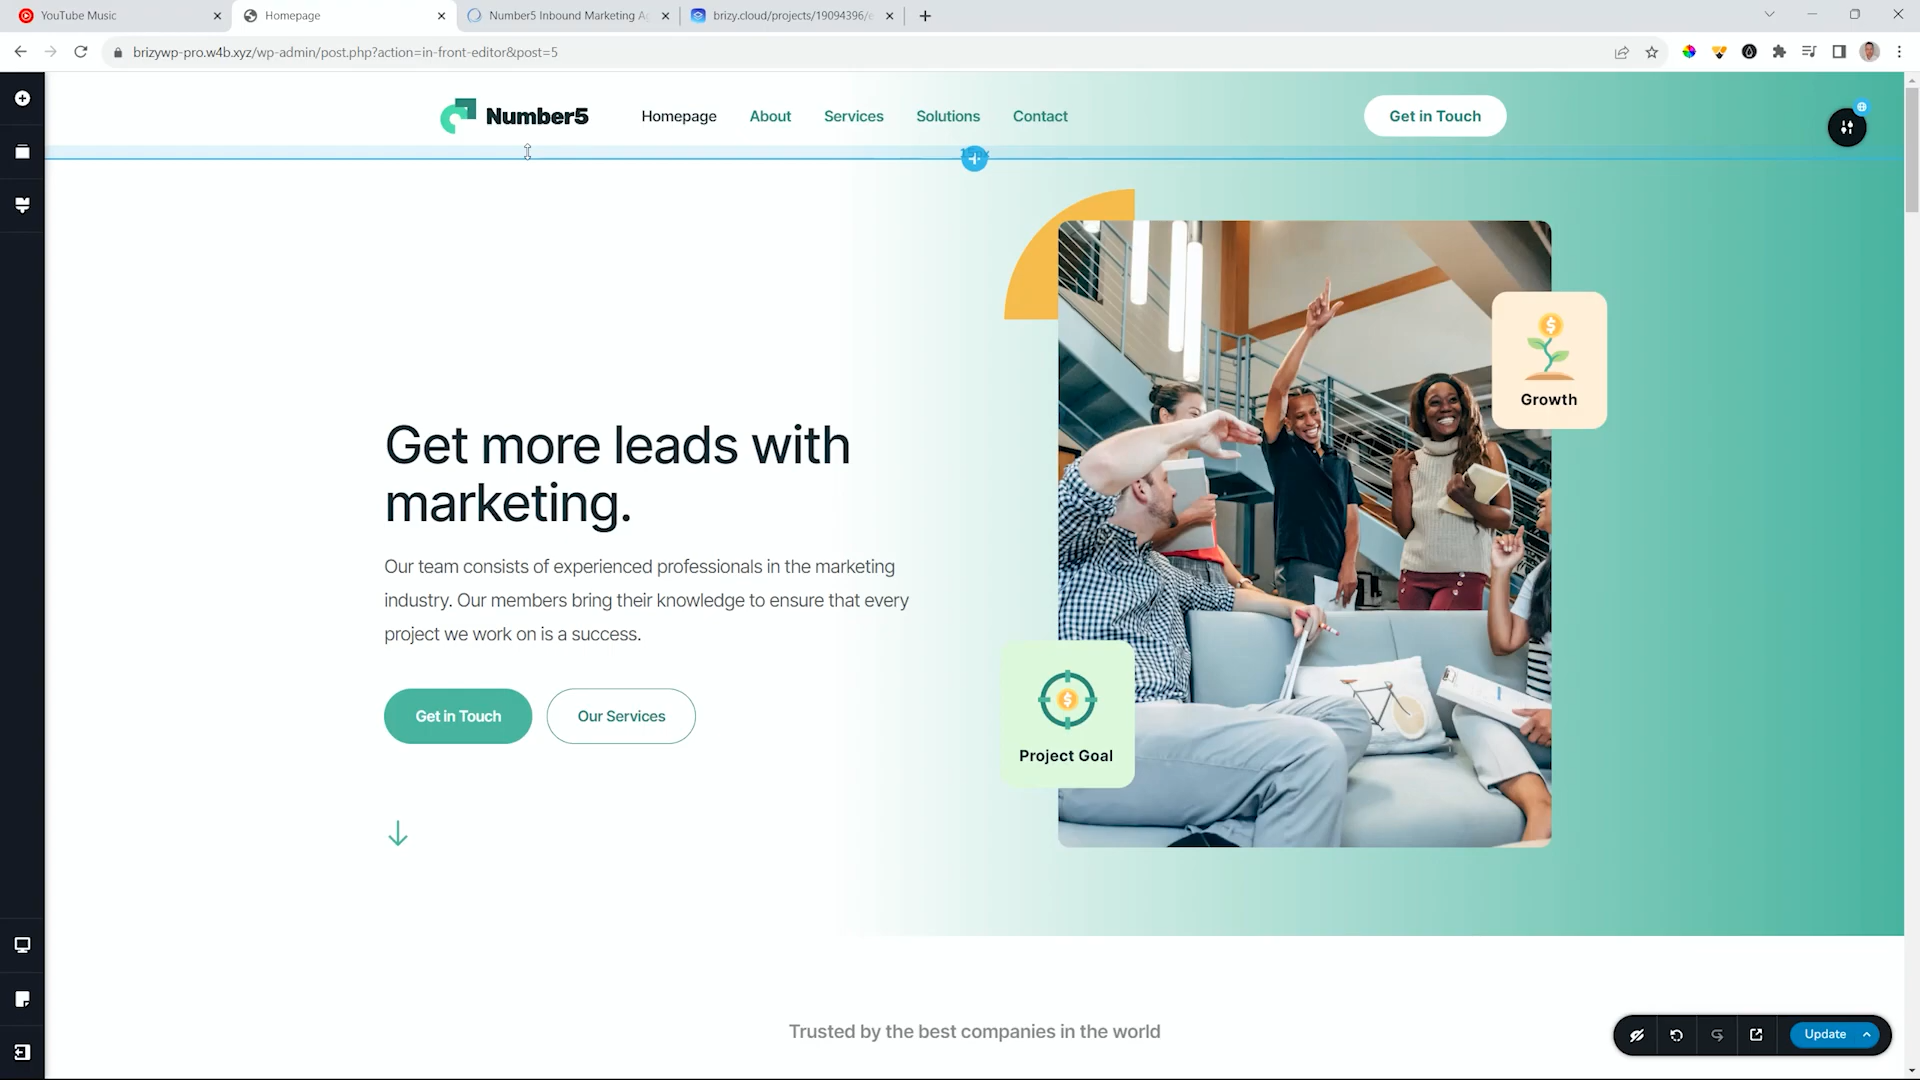 YouTube Music
Homepage
Number5 Inbound Marketing A
brizy.cloud/projects/19094396/e
brizywp-pro.w4b.xyz/wp-admin/post.php?action=in-front-editor&post=5
Number5
Homepage
About
Services
Solutions
Contact
Get in Touch
Growth
Get more leads with
marketing.
Our team consists of experienced professionals in the marketing
industry. Our members bring their knowledge to ensure that every
project we work on is a success.
Get in Touch
Our Services
Project Goal
Trusted by the best companies in the world
Update